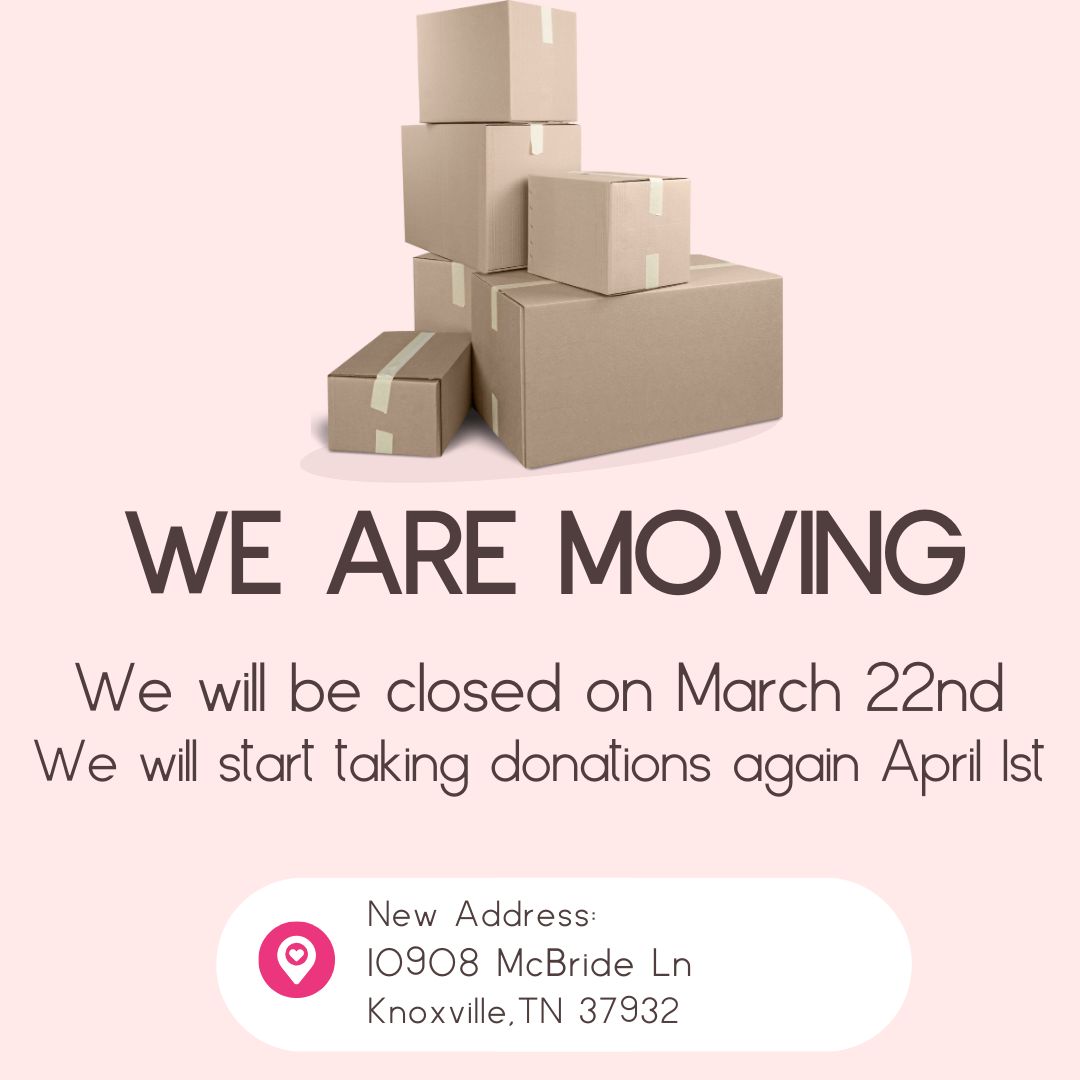 WE ARE MOVING
We will be closed on March 22nd
We will start taking donations again April 1st
New Address:
10908 McBride Ln
Knoxville,TN 37932